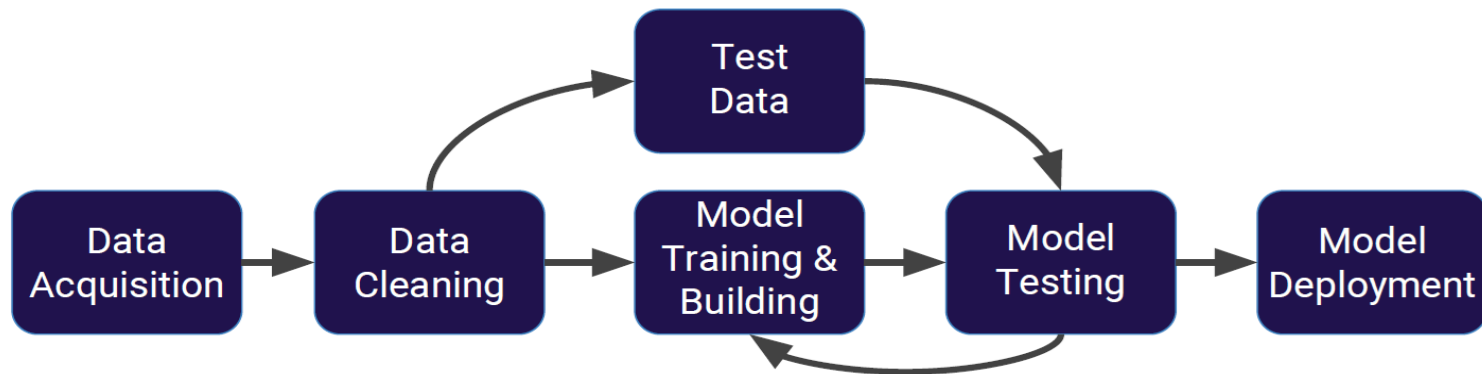 Test
Data
Data
Acquisition
Data
Cleaning
Model
Training &
Building
Model
Testing
Model
Deployment